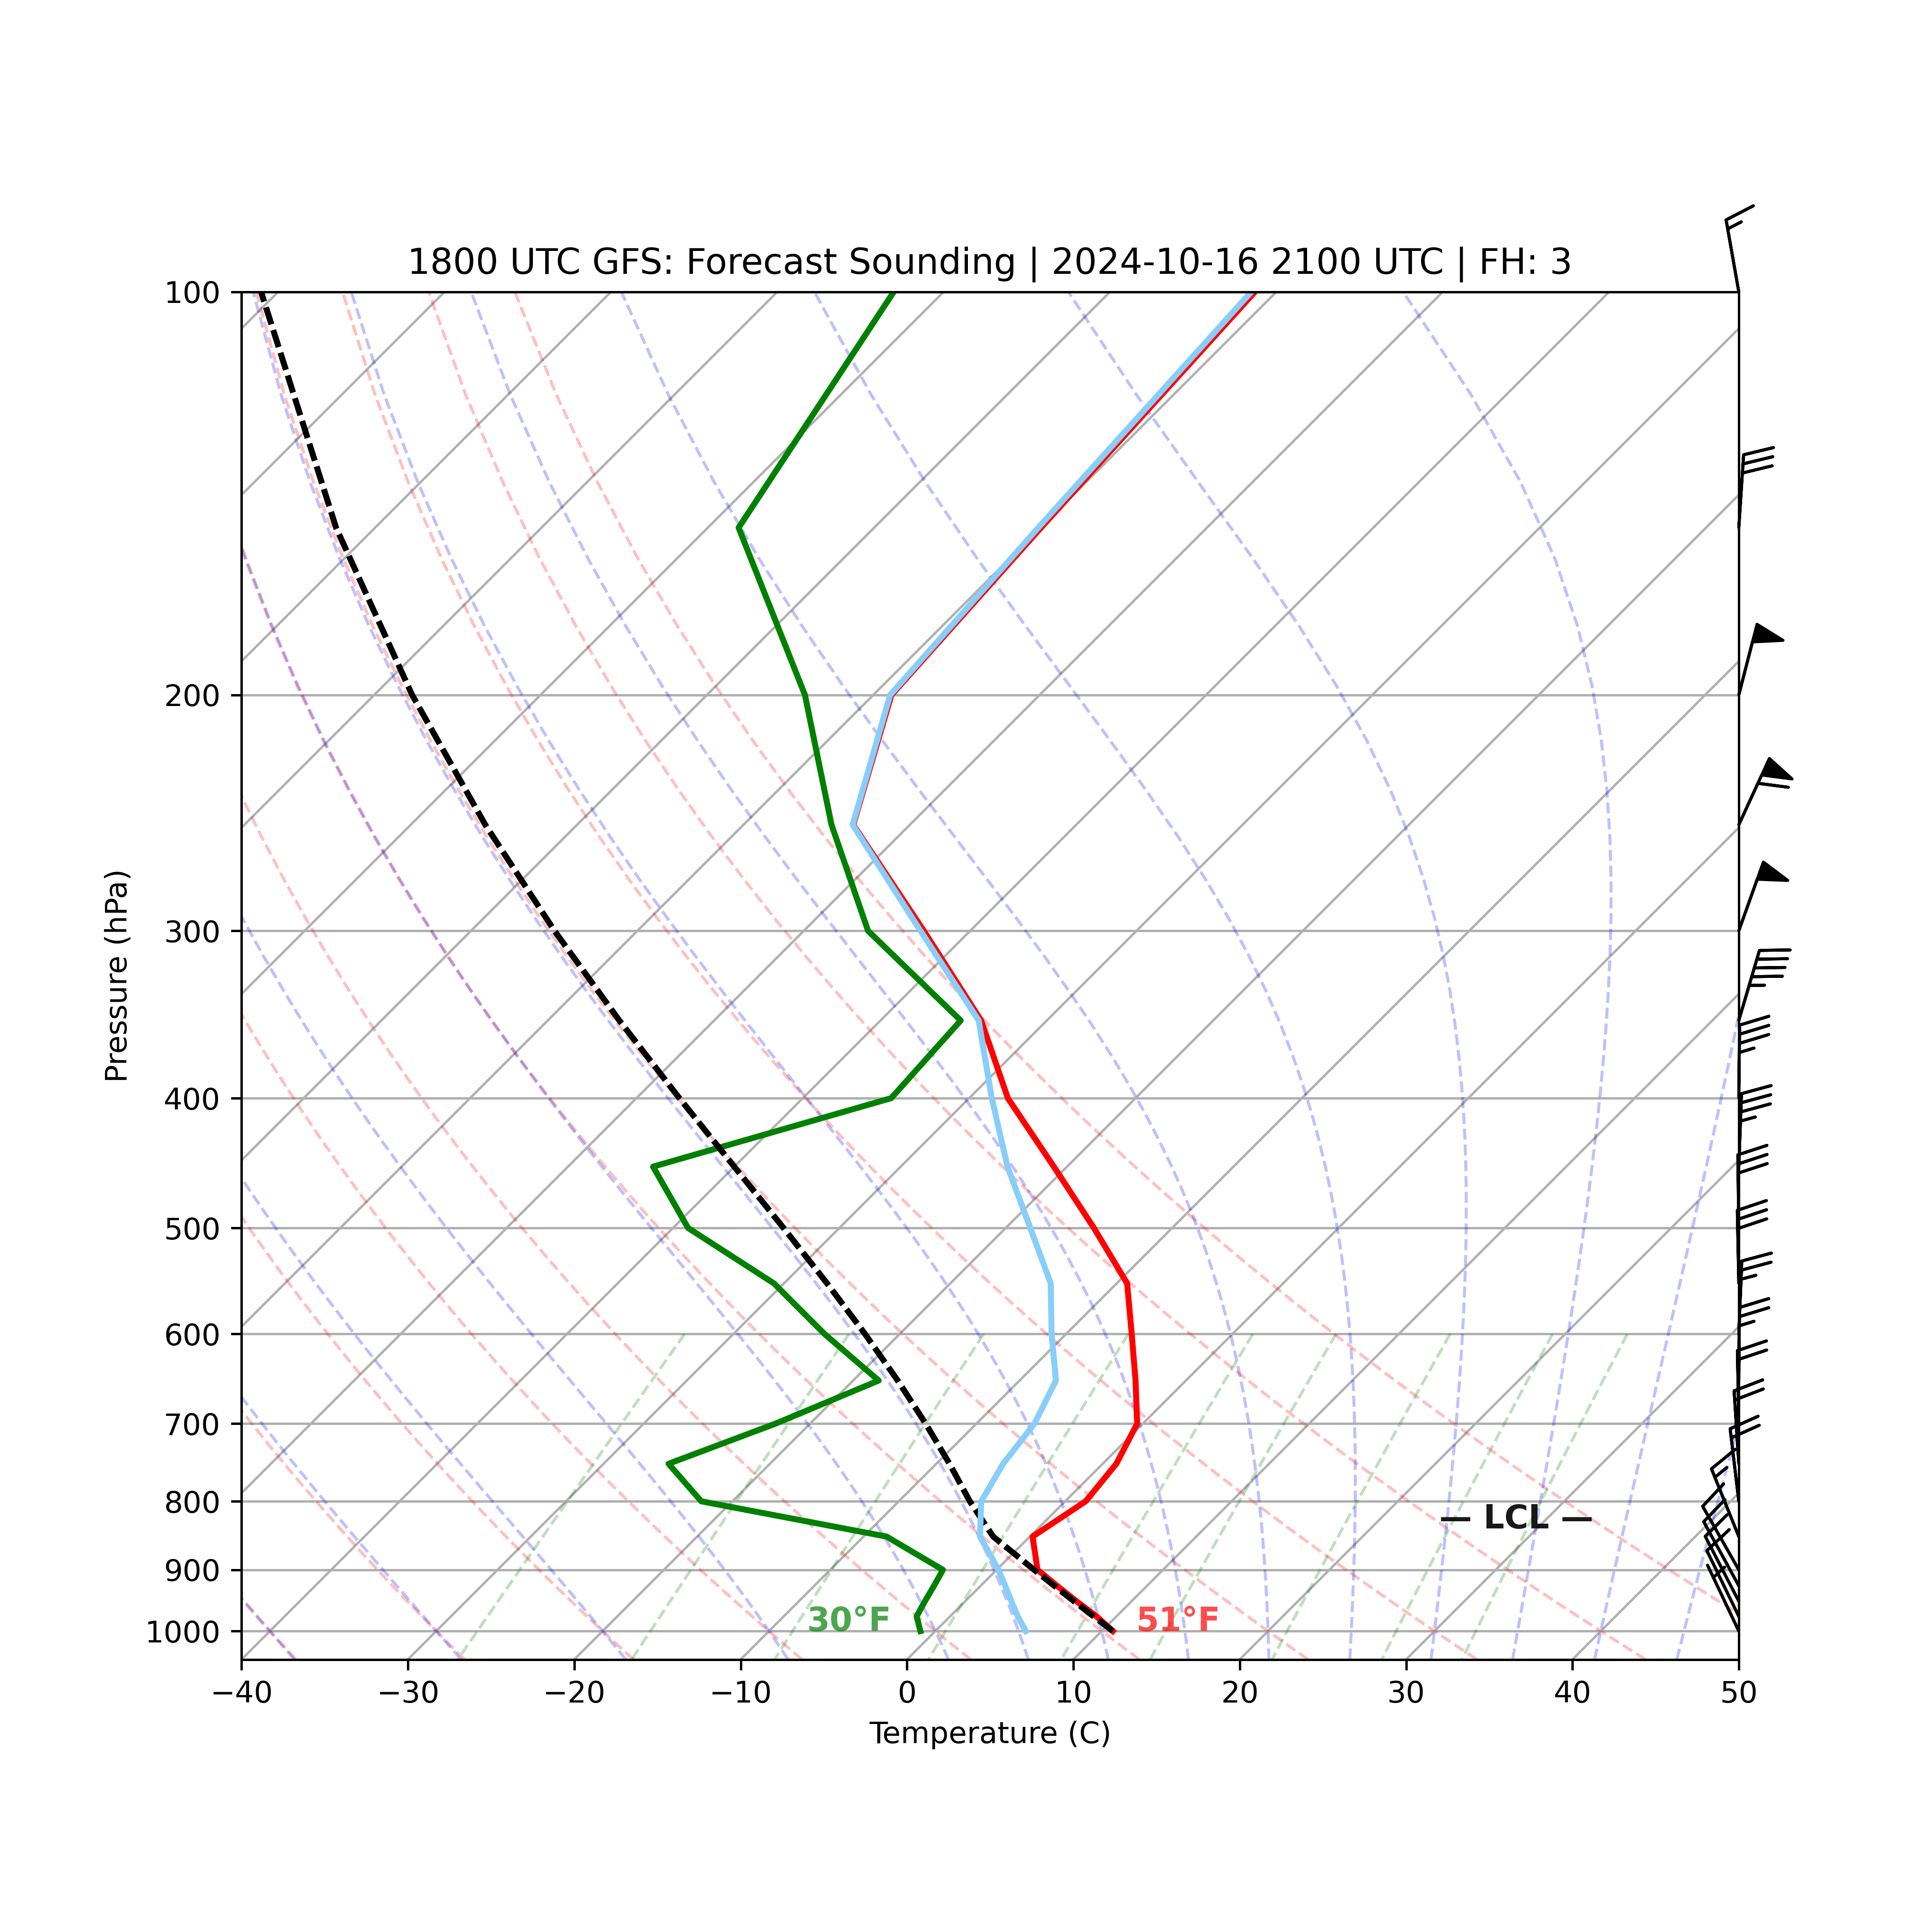 1800 UTC GFS: Forecast Sounding | 2024-10-16 2100 UTC | FH: 3
100
200
300
400
500
600
700
800
900
1000
Pressure (hPa)
— LCL —
30°F
51°F
−40 −30 −20 −10 0 10 20 30 40 50
Temperature (C)